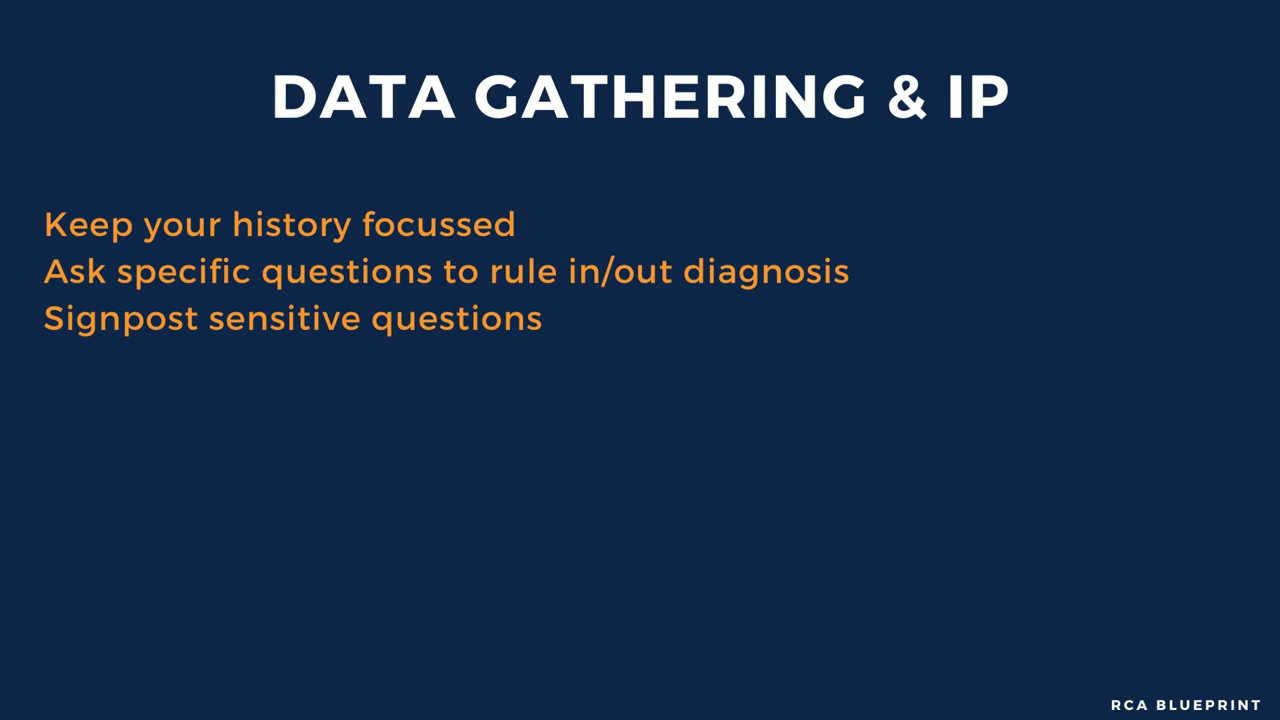 DATA GATHERING & IP
Keep your history focussed
Ask specific questions to rule in/out diagnosis
Signpost sensitive questions
RCA BLUEPRINT